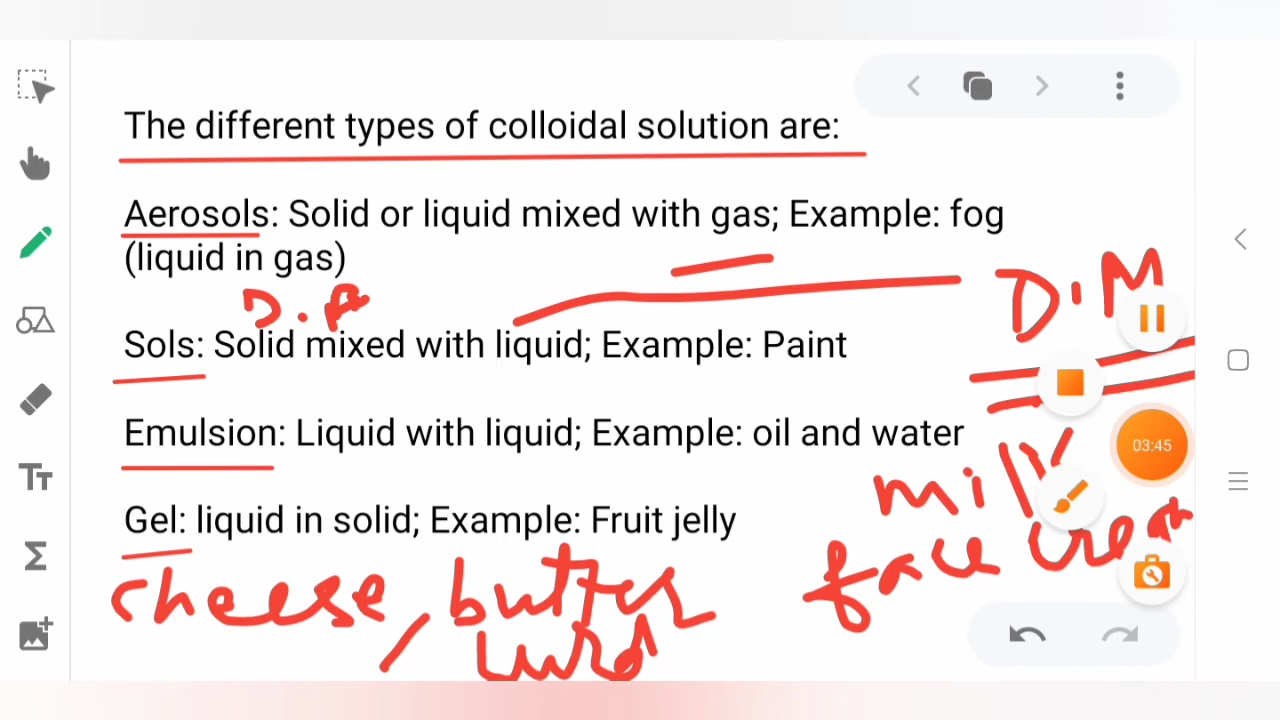 The different types of colloidal solution are:
Aerosols: Solid or liquid mixed with gas; Example: fog
(liquid in gas)
D.M
D.P
Sols: Solid mixed with liquid; Example: Paint
Emulsion: Liquid with liquid; Example: oil and water
03:45
milk
Gel: liquid in solid; Example: Fruit jelly
face cream
cheese, butter
curd
Tт
Σ